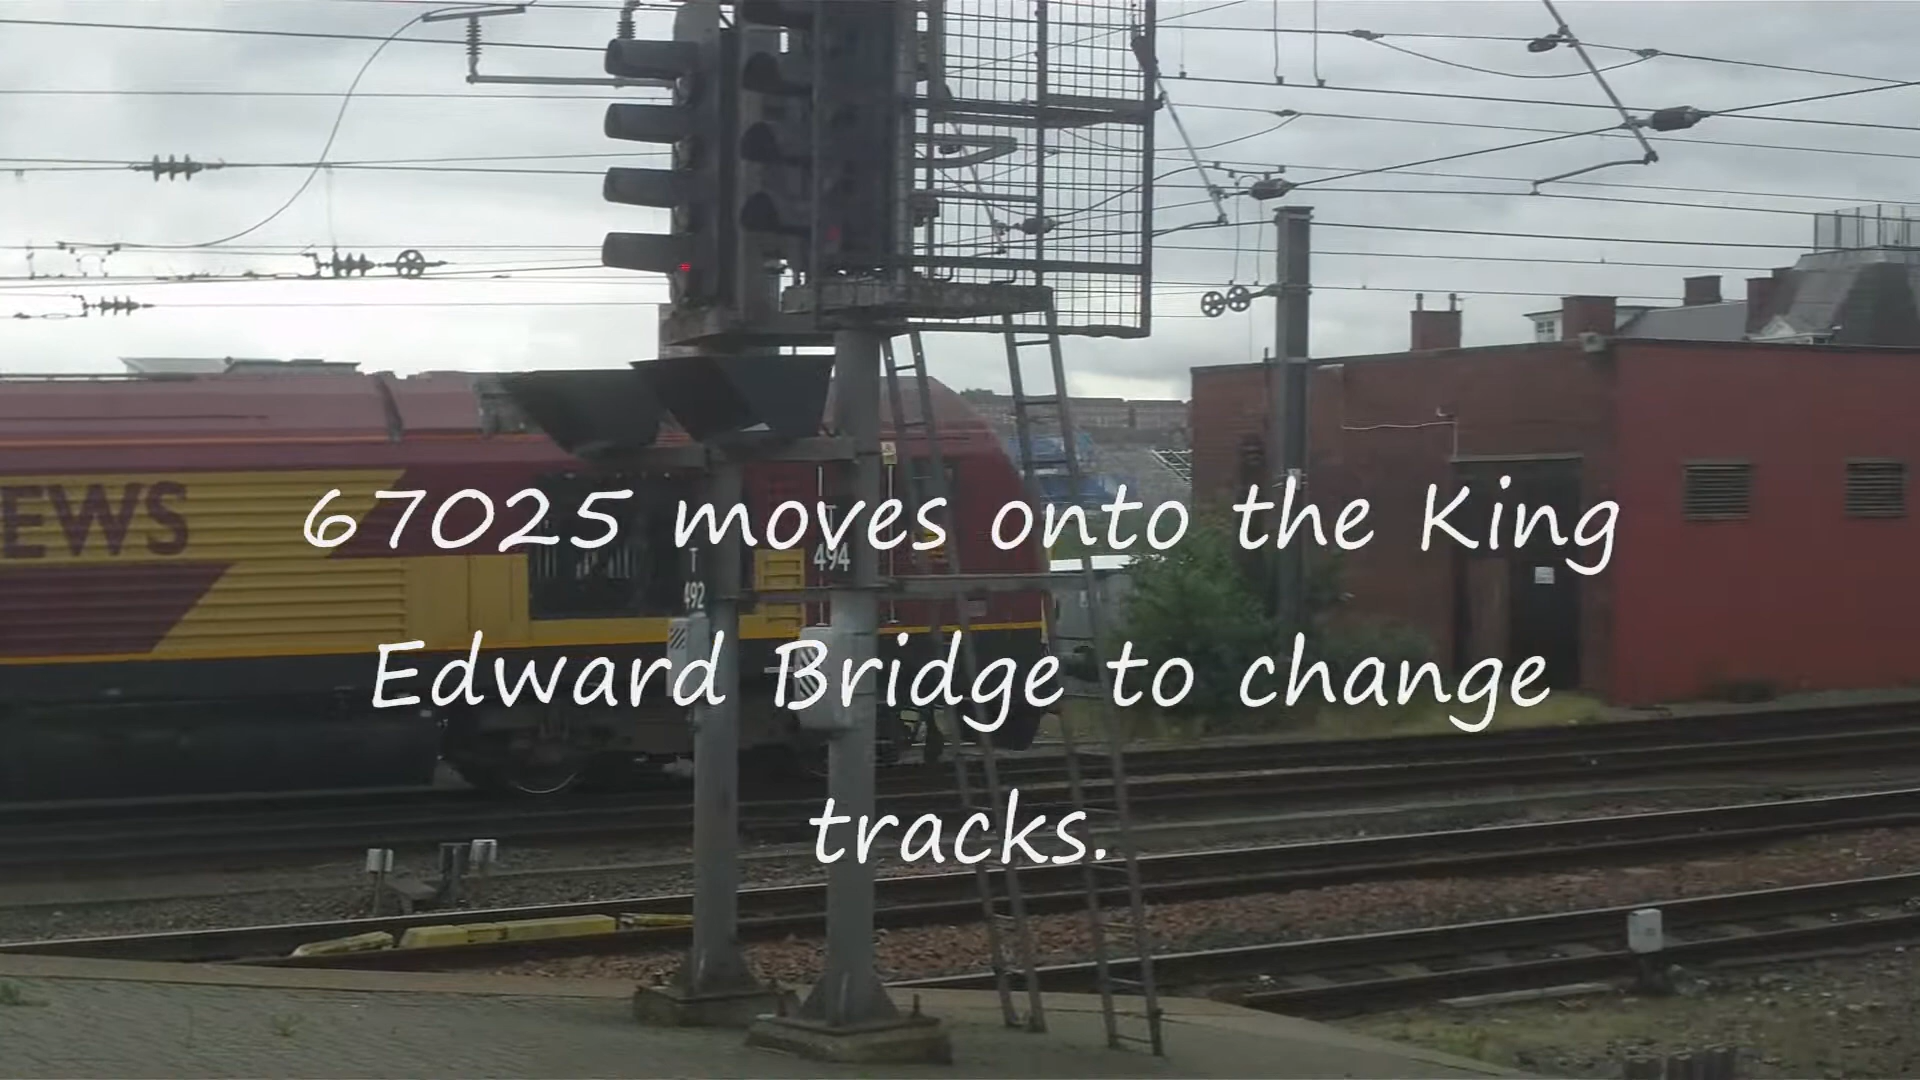 EWS
67025 moves onto the King
Edward Bridge to change
tracks.
T
492
T
494